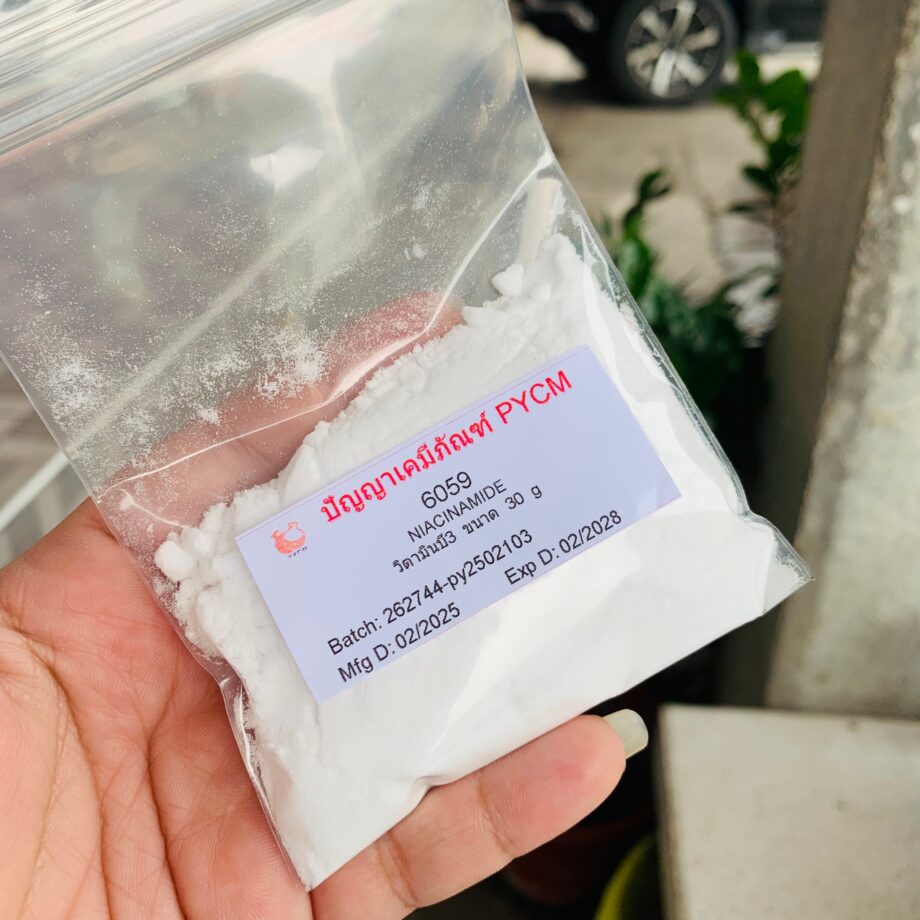 ปัญญาเคมีภัณฑ์ PYCM
6059
NIACINAMIDE
วิตามินบี3 ขนาด 30 g
Batch: 262744-py2502103
Mfg D: 02/2025 Exp D: 02/2028
PYCM